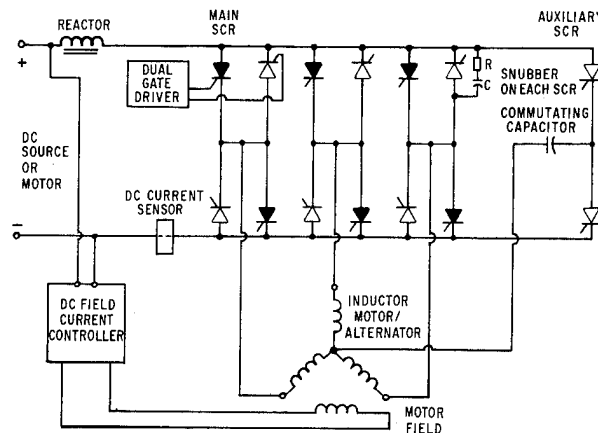 REACTOR
MAIN
SCR
AUXILIARY
SCR
+
DUAL
GATE
DRIVER
R
C
SNUBBER
ON EACH SCR
COMMUTATING
CAPACITOR
DC
SOURCE
OR
MOTOR
DC CURRENT
SENSOR
−
DC FIELD
CURRENT
CONTROLLER
INDUCTOR
MOTOR/
ALTERNATOR
MOTOR
FIELD